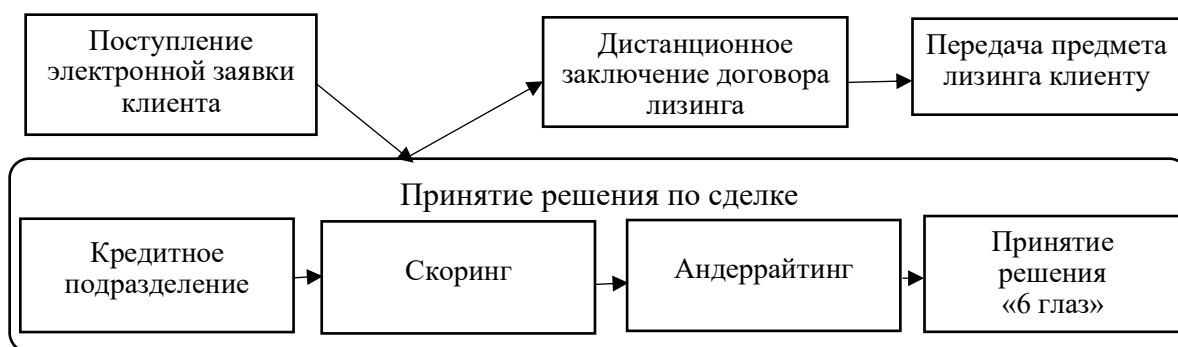 Поступление
электронной заявки
клиента
Дистанционное
заключение договора
лизинга
Передача предмета
лизинга клиенту
Принятие решения по сделке
Кредитное
подразделение
Скоринг
Андеррайтинг
Принятие
решения
«6 глаз»